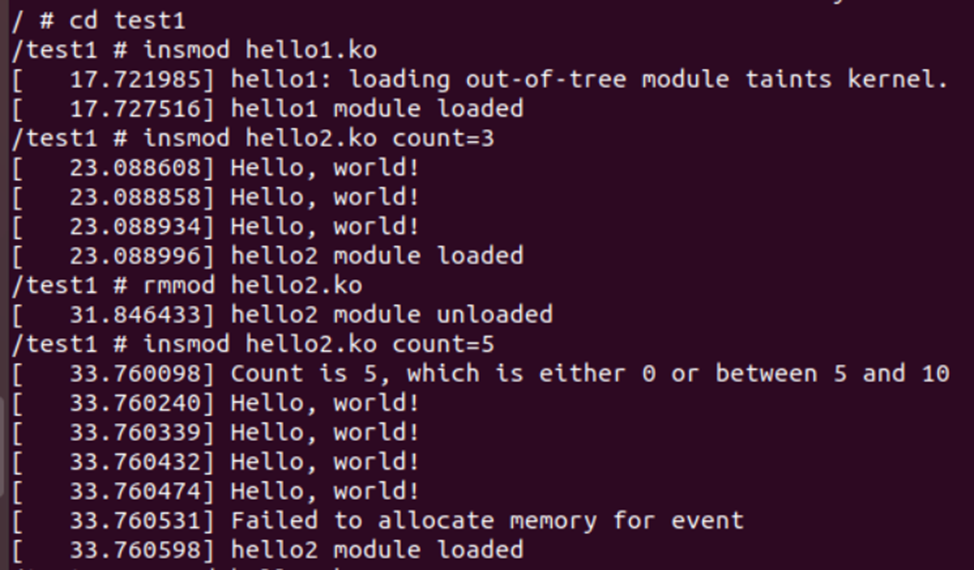 / # cd test1
/test1 # insmod hello1.ko
[   17.721985] hello1: loading out-of-tree module taints kernel.
[   17.727516] hello1 module loaded
/test1 # insmod hello2.ko count=3
[   23.088608] Hello, world!
[   23.088858] Hello, world!
[   23.088934] Hello, world!
[   23.088996] hello2 module loaded
/test1 # rmmod hello2.ko
[   31.846433] hello2 module unloaded
/test1 # insmod hello2.ko count=5
[   33.760098] Count is 5, which is either 0 or between 5 and 10
[   33.760240] Hello, world!
[   33.760339] Hello, world!
[   33.760432] Hello, world!
[   33.760474] Hello, world!
[   33.760531] Failed to allocate memory for event
[   33.760598] hello2 module loaded